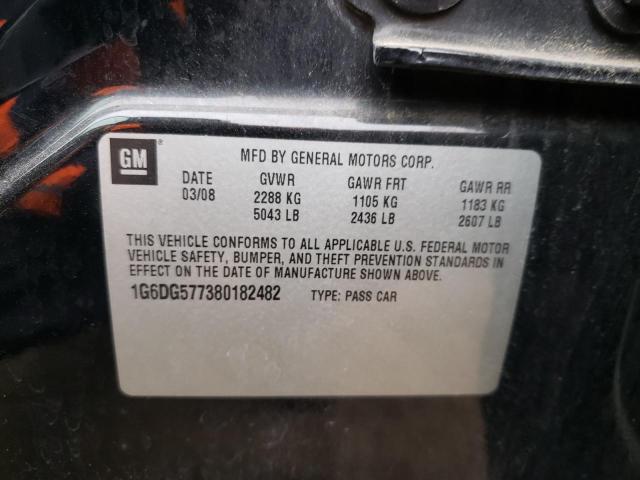 GM
MFD BY GENERAL MOTORS CORP.
DATE GVWR GAWR FRT GAWR RR
03/08 2288 KG 1105 KG 1183 KG
5043 LB 2436 LB 2607 LB
THIS VEHICLE CONFORMS TO ALL APPLICABLE U.S. FEDERAL MOTOR
VEHICLE SAFETY, BUMPER, AND THEFT PREVENTION STANDARDS IN
EFFECT ON THE DATE OF MANUFACTURE SHOWN ABOVE.
1G6DG577380182482 TYPE: PASS CAR